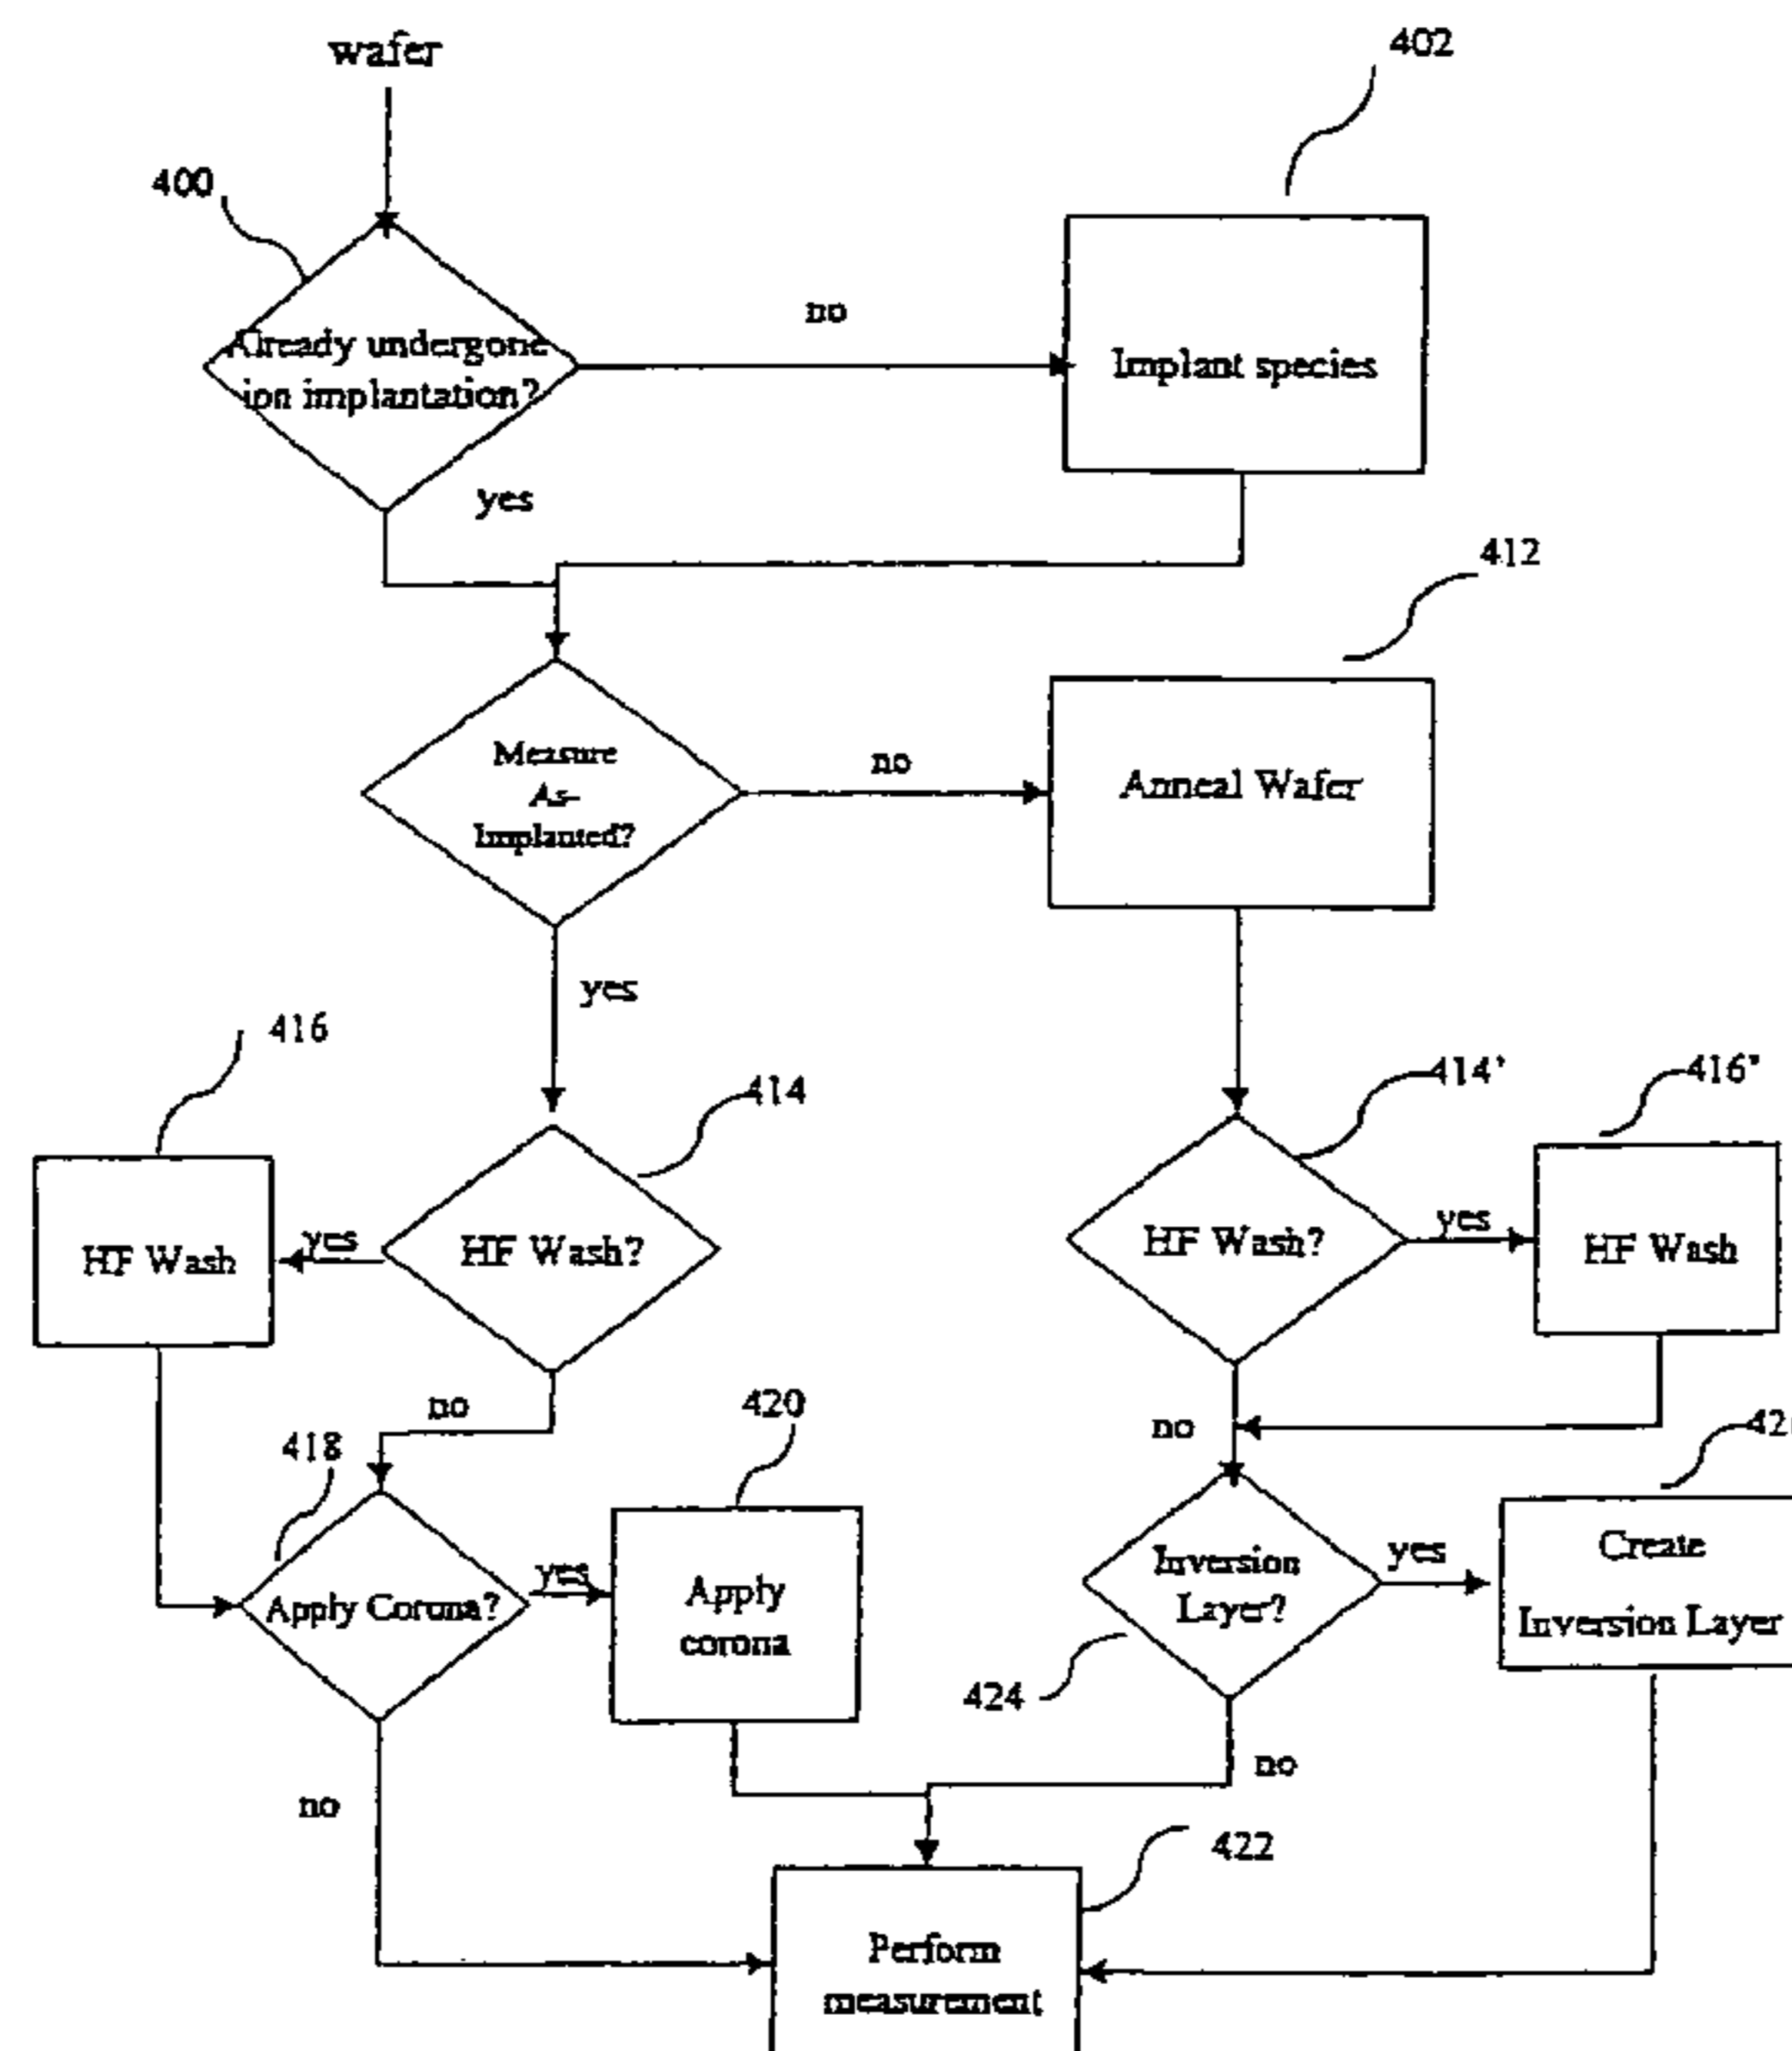 wafer
402
400
Already undergone
ion implantation?
no
Implant species
yes
412
Measure
As-
Implanted?
no
Anneal Wafer
yes
416
414
414'
416'
HF Wash
yes
HF Wash?
HF Wash?
yes
HF Wash
no
420
no
418
Apply Corona?
yes
Apply
corona
Inversion
Layer?
yes
Create
Inversion Layer
424
no
no
422
Perform
measurement